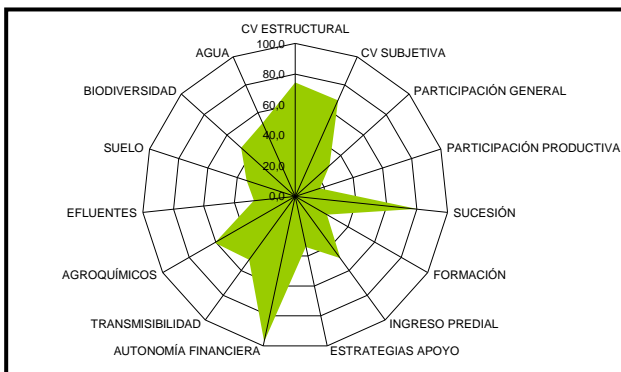 CV ESTRUCTURAL
100,0
80,0
60,0
40,0
20,0
0,0
CV SUBJETIVA
PARTICIPACIÓN GENERAL
PARTICIPACIÓN PRODUCTIVA
SUCESIÓN
FORMACIÓN
INGRESO PREDIAL
ESTRATEGIAS APOYO
AUTONOMÍA FINANCIERA
TRANSMISIBILIDAD
AGROQUÍMICOS
EFLUENTES
SUELO
BIODIVERSIDAD
AGUA